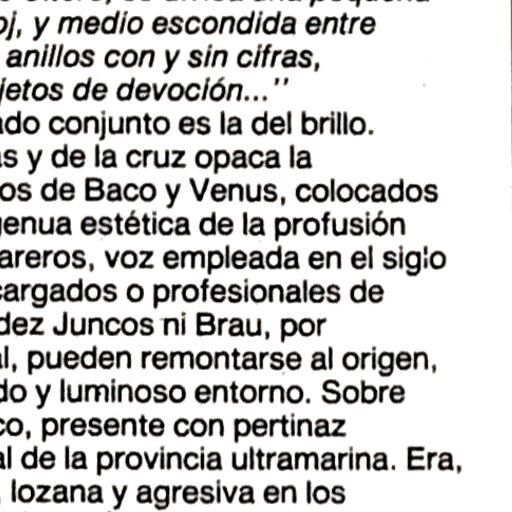 oj, y medio escondida entre
anillos con y sin cifras,
jetos de devoción..."
ado conjunto es la del brillo.
as y de la cruz opaca la
os de Baco y Venus, colocados
genua estética de la profusión
areros, voz empleada en el siglo
cargados o profesionales de
dez Juncos ni Brau, por
al, pueden remontarse al origen,
do y luminoso entorno. Sobre
co, presente con pertinaz
al de la provincia ultramarina. Era,
, lozana y agresiva en los